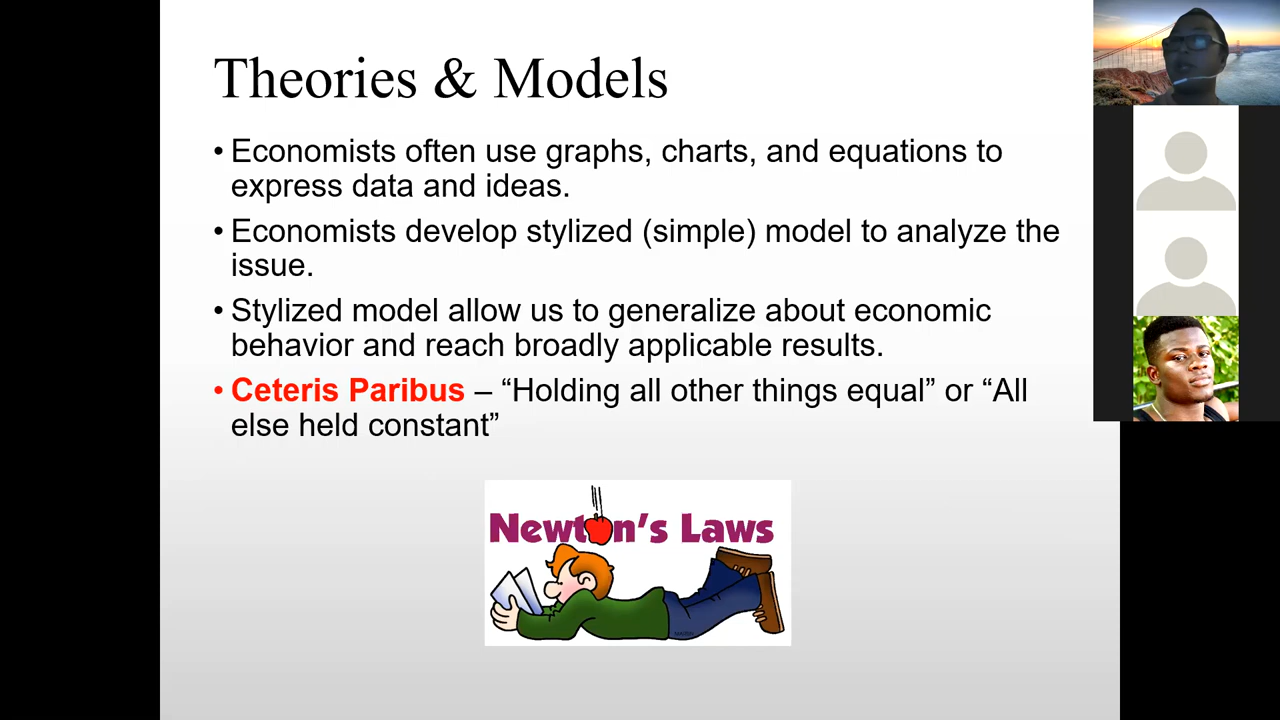 Theories & Models
• Economists often use graphs, charts, and equations to
express data and ideas.
• Economists develop stylized (simple) model to analyze the
issue.
• Stylized model allow us to generalize about economic
behavior and reach broadly applicable results.
• Ceteris Paribus – “Holding all other things equal” or “All
else held constant”
Newton's Laws